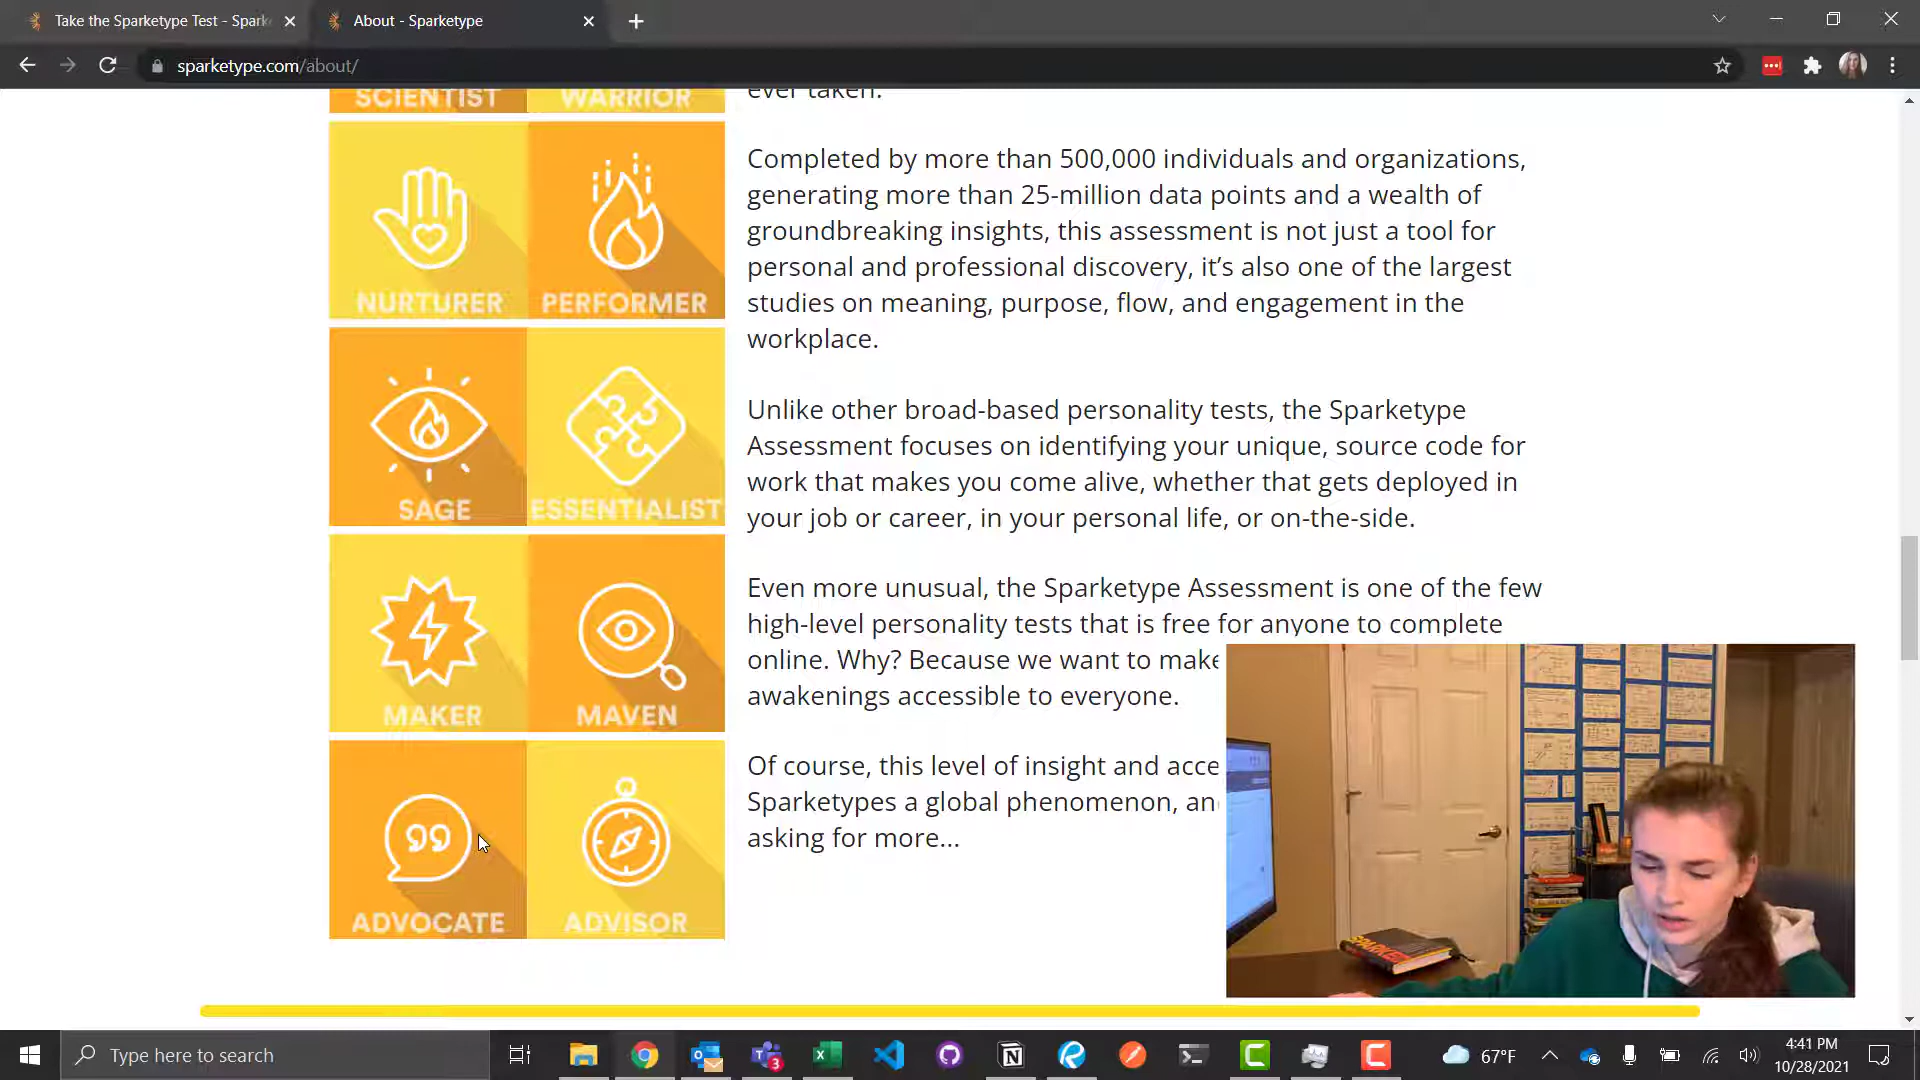 Take the Sparketype Test - Spark
About - Sparketype
sparketype.com/about/
SCIENTIST
WARRIOR
ever taken.
NURTURER
PERFORMER
Completed by more than 500,000 individuals and organizations,
generating more than 25-million data points and a wealth of
groundbreaking insights, this assessment is not just a tool for
personal and professional discovery, it's also one of the largest
studies on meaning, purpose, flow, and engagement in the
workplace.
SAGE
ESSENTIALIST
Unlike other broad-based personality tests, the Sparketype
Assessment focuses on identifying your unique, source code for
work that makes you come alive, whether that gets deployed in
your job or career, in your personal life, or on-the-side.
MAKER
MAVEN
Even more unusual, the Sparketype Assessment is one of the few
high-level personality tests that is free for anyone to complete
online. Why? Because we want to make
awakenings accessible to everyone.
ADVOCATE
ADVISOR
Of course, this level of insight and acce
Sparketypes a global phenomenon, an
asking for more...
SPARKED
Type here to search
3
67°F
4:41 PM
10/28/2021